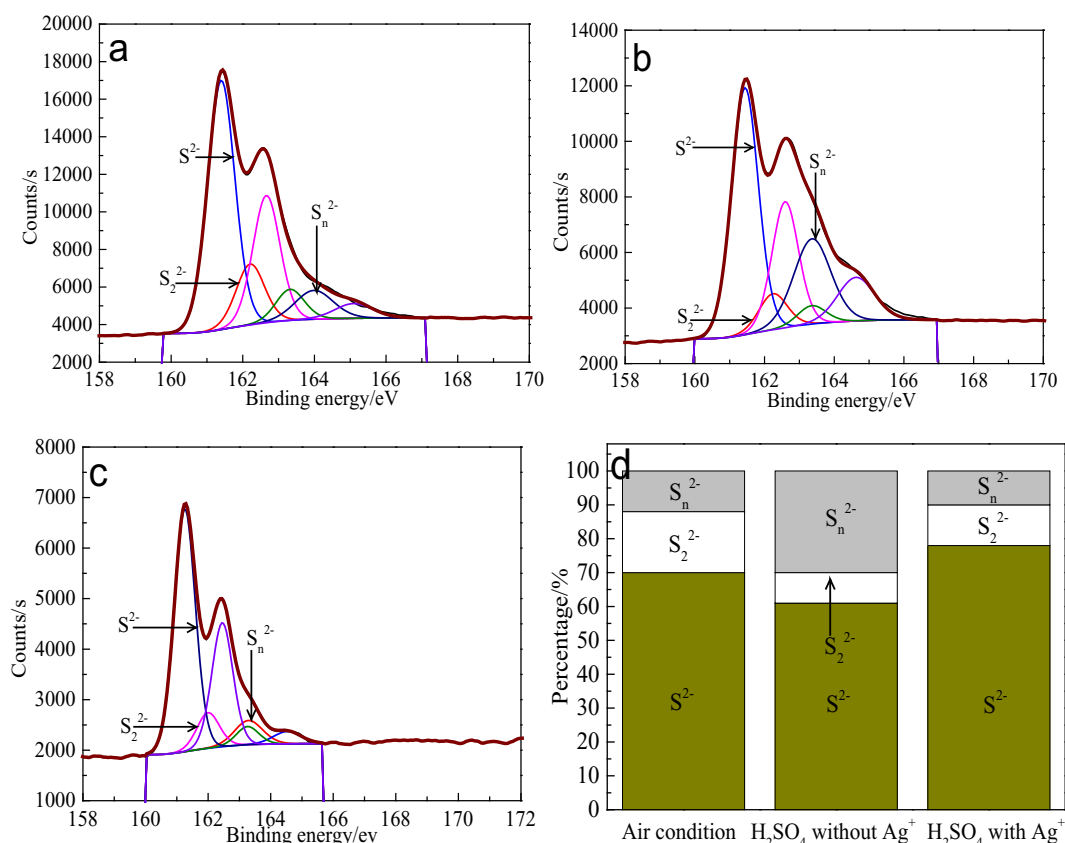 a
20000
18000
16000
14000
12000
10000
8000
6000
4000
2000
Counts/s
S²⁻
S₂²⁻
Sₙ²⁻
158 160 162 164 166 168 170
Binding energy/eV
b
14000
12000
10000
8000
6000
4000
2000
Counts/s
S²⁻
Sₙ²⁻
S₂²⁻
158 160 162 164 166 168 170
Binding energy/eV
c
8000
7000
6000
5000
4000
3000
2000
1000
Counts/s
S²⁻
Sₙ²⁻
S₂²⁻
158 160 162 164 166 168 170 172
Binding energy/ev
d
100
90
80
70
60
50
40
30
20
10
0
Percentage/%
Sₙ²⁻
S₂²⁻
S²⁻
Sₙ²⁻
S₂²⁻
S²⁻
Sₙ²⁻
S₂²⁻
S²⁻
Air condition H₂SO₄ without Ag⁺ H₂SO₄ with Ag⁺